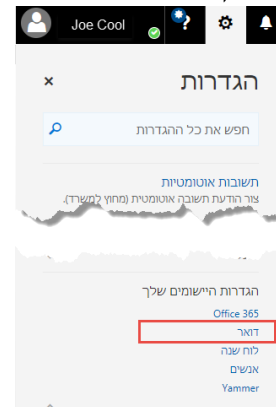 Joe Cool
?
הגדרות
חפש את כל ההגדרות
תשובות אוטומטיות
צור הודעת תשובה אוטומטית (מחוץ למשרד).
הגדרות היישומים שלך
Office 365
דואר
לוח שנה
אנשים
Yammer